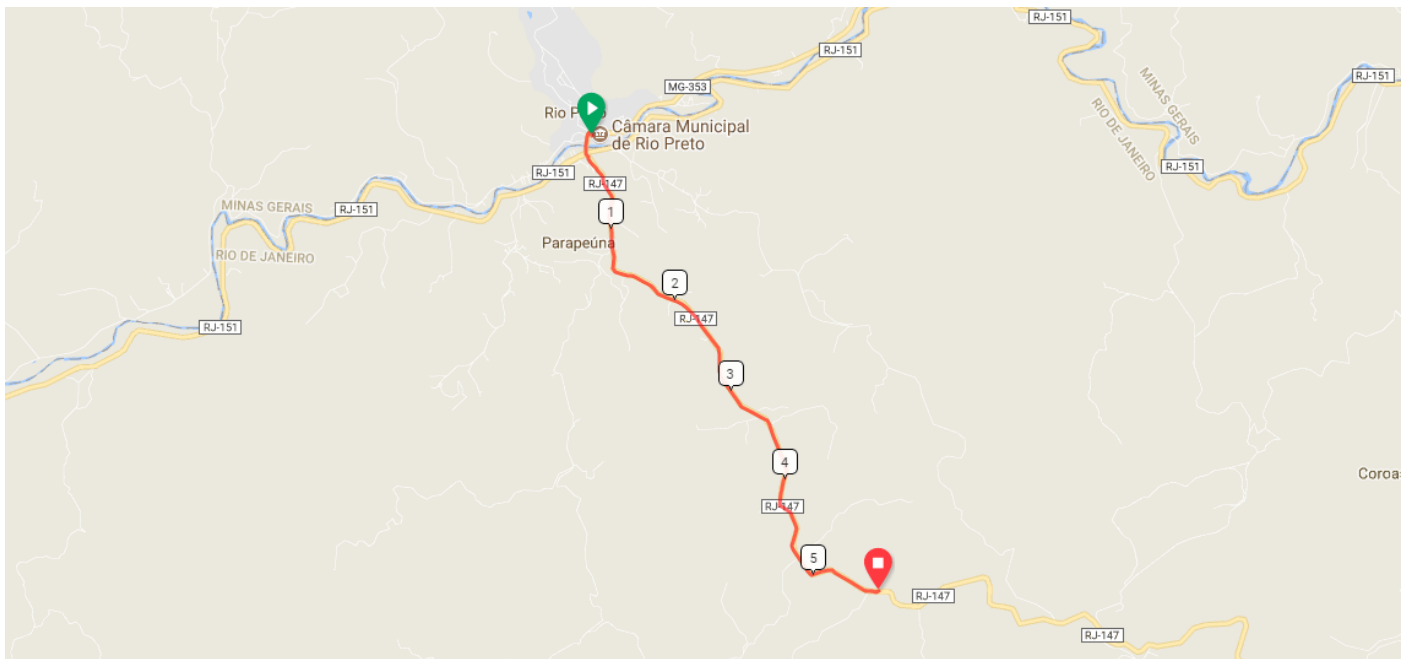 RJ-151
RJ-151
RJ-151
MG-353
MINAS GERAIS
RIO DE JANEIRO
Câmara Municipal
de Rio Preto
RJ-151
RJ-151
RJ-147
MINAS GERAIS
RJ-151
1
Parapeúna
RIO DE JANEIRO
2
RJ-147
RJ-151
3
4
Coroas
RJ-147
5
RJ-147
RJ-147